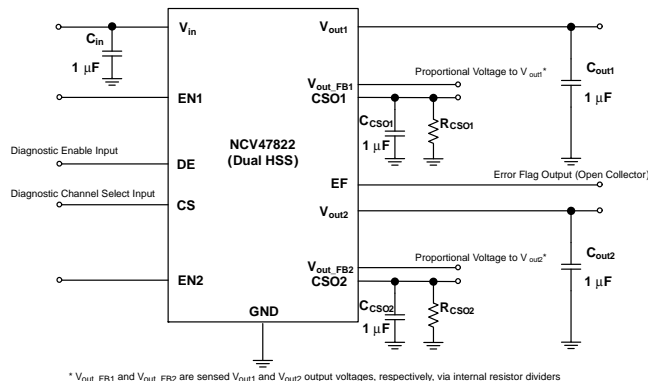 Vin
Cin
1 μF
EN1
Diagnostic Enable Input
DE
Diagnostic Channel Select Input
CS
EN2
NCV47822
(Dual HSS)
GND
Vout1
Vout_FB1
CSO1
Proportional Voltage to Vout1*
CCSO1
1 μF
RCSO1
Cout1
1 μF
EF
Error Flag Output (Open Collector)
Vout2
Vout_FB2
CSO2
Proportional Voltage to Vout2*
CCSO2
1 μF
RCSO2
Cout2
1 μF
* Vout_FB1 and Vout_FB2 are sensed Vout1 and Vout2 output voltages, respectively, via internal resistor dividers